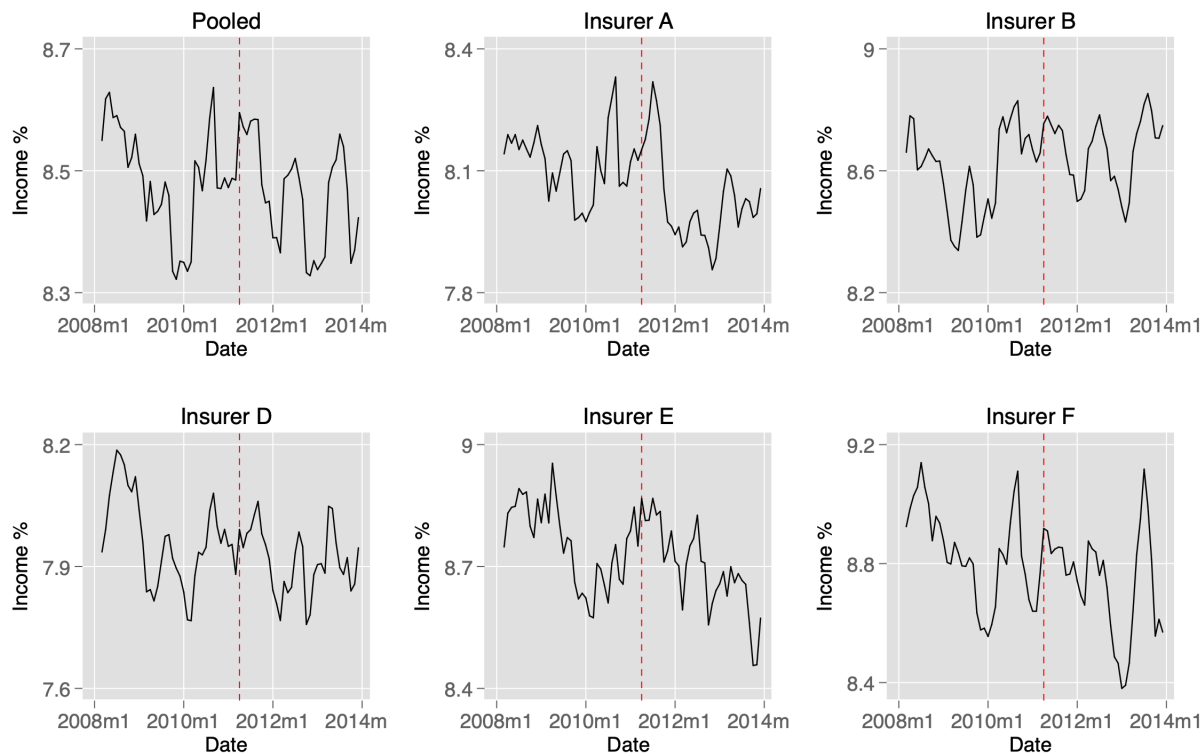 Pooled
Insurer A
Insurer B
8.7
8.5
8.3
Income %
2008m1 2010m1 2012m1 2014m
Date
8.4
8.1
7.8
Income %
2008m1 2010m1 2012m1 2014m
Date
9
8.6
8.2
Income %
2008m1 2010m1 2012m1 2014m1
Date
Insurer D
Insurer E
Insurer F
8.2
7.9
7.6
Income %
2008m1 2010m1 2012m1 2014m
Date
9
8.7
8.4
Income %
2008m1 2010m1 2012m1 2014m
Date
9.2
8.8
8.4
Income %
2008m1 2010m1 2012m1 2014m1
Date